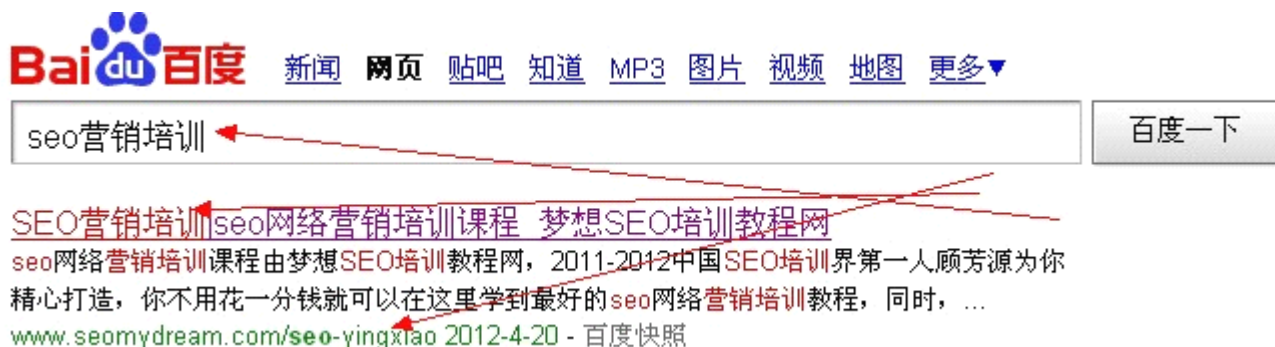 Bai du 百度 新闻 网页 贴吧 知道 MP3 图片 视频 地图 更多▼
seo营销培训 百度一下
SEO营销培训|seo网络营销培训课程_梦想SEO培训教程网
seo网络营销培训课程由梦想SEO培训教程网，2011-2012中国SEO培训界第一人顾芳源为你
精心打造，你不用花一分钱就可以在这里学到最好的seo网络营销培训教程，同时，...
www.seomydream.com/seo-yingxiao 2012-4-20 - 百度快照